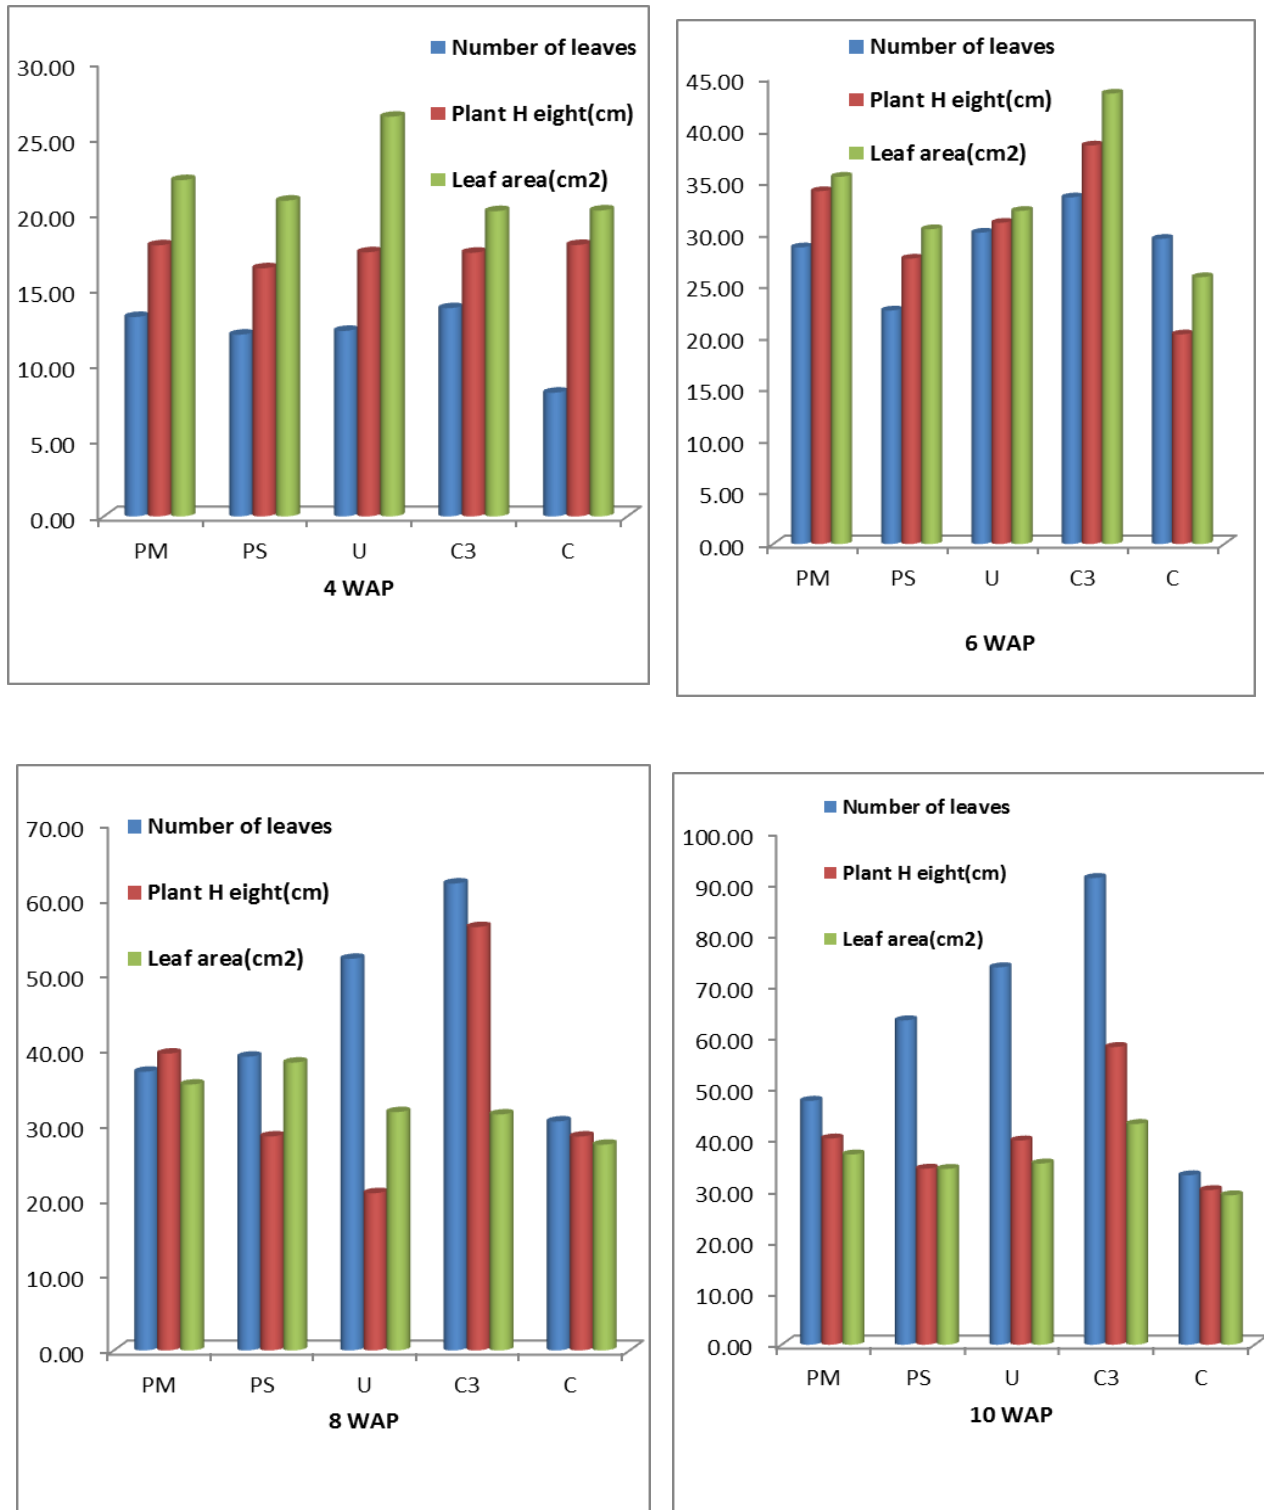 Number of leaves
Plant H eight(cm)
Leaf area(cm2)
30.00
25.00
20.00
15.00
10.00
5.00
0.00
PM PS U C3 C
4 WAP
Number of leaves
Plant H eight(cm)
Leaf area(cm2)
45.00
40.00
35.00
30.00
25.00
20.00
15.00
10.00
5.00
0.00
PM PS U C3 C
6 WAP
Number of leaves
Plant H eight(cm)
Leaf area(cm2)
70.00
60.00
50.00
40.00
30.00
20.00
10.00
0.00
PM PS U C3 C
8 WAP
Number of leaves
Plant H eight(cm)
Leaf area(cm2)
100.00
90.00
80.00
70.00
60.00
50.00
40.00
30.00
20.00
10.00
0.00
PM PS U C3 C
10 WAP